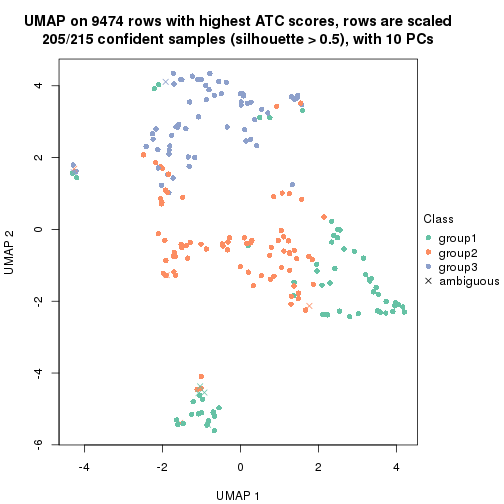 UMAP on 9474 rows with highest ATC scores, rows are scaled
205/215 confident samples (silhouette > 0.5), with 10 PCs
4
2
0
-2
-4
-6
UMAP 2
-4
-2
0
2
4
UMAP 1
Class
group1
group2
group3
ambiguous